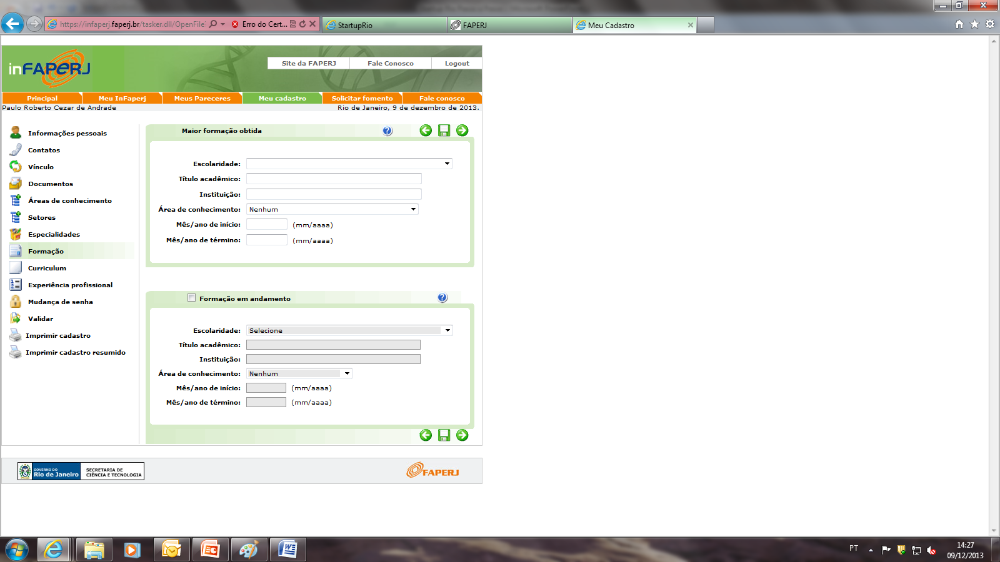 https://infaperj.faperj.br/tasker.dll/OpenFile
Erro do Cert...
StartupRio
FAPERJ
Meu Cadastro
inFAPERJ
Site da FAPERJ
Fale Conosco
Logout
Principal
Meu InFaperj
Meus Pareceres
Meu cadastro
Solicitar fomento
Fale conosco
Paulo Roberto Cezar de Andrade
Rio de Janeiro, 9 de dezembro de 2013.
Informações pessoais
Contatos
Vínculo
Documentos
Áreas de conhecimento
Setores
Especialidades
Formação
Curriculum
Experiência profissional
Mudança de senha
Validar
Imprimir cadastro
Imprimir cadastro resumido
Maior formação obtida
Escolaridade:
Título acadêmico:
Instituição:
Área de conhecimento: Nenhum
Mês/ano de início: (mm/aaaa)
Mês/ano de término: (mm/aaaa)
Formação em andamento
Escolaridade: Selecione
Título acadêmico:
Instituição:
Área de conhecimento: Nenhum
Mês/ano de início: (mm/aaaa)
Mês/ano de término: (mm/aaaa)
GOVERNO DO
Rio de Janeiro
SECRETARIA DE
CIÊNCIA E TECNOLOGIA
FAPERJ
PT
14:27
09/12/2013